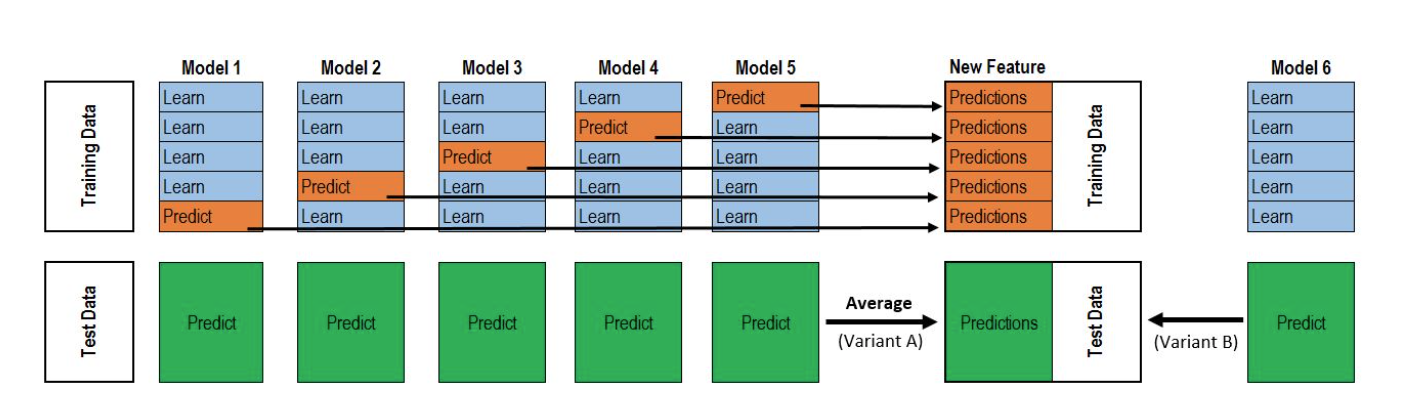 Model 1 Model 2 Model 3 Model 4 Model 5 New Feature Model 6
Training Data
Learn Learn Learn Learn Predict Predictions Learn
Learn Learn Learn Predict Learn Predictions Learn
Learn Learn Predict Learn Learn Predictions Learn
Learn Predict Learn Learn Learn Predictions Learn
Predict Learn Learn Learn Learn Predictions Learn
Training Data
Test Data
Predict Predict Predict Predict Predict
Average
(Variant A)
Predictions
Test Data
(Variant B)
Predict